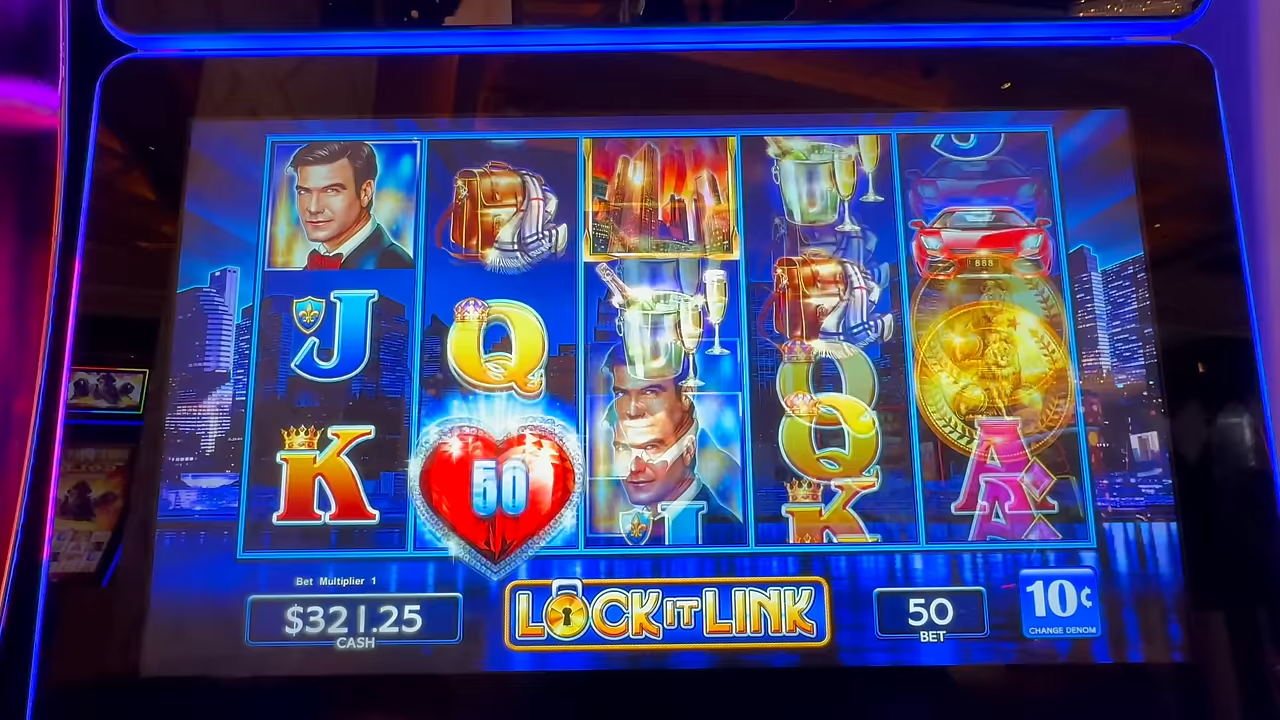 888
J
Q
Q
K
50
Q
J
K
A
A
Bet Multiplier 1
$321.25
CASH
LOCK IT LINK
50
BET
10¢
CHANGE DENOM